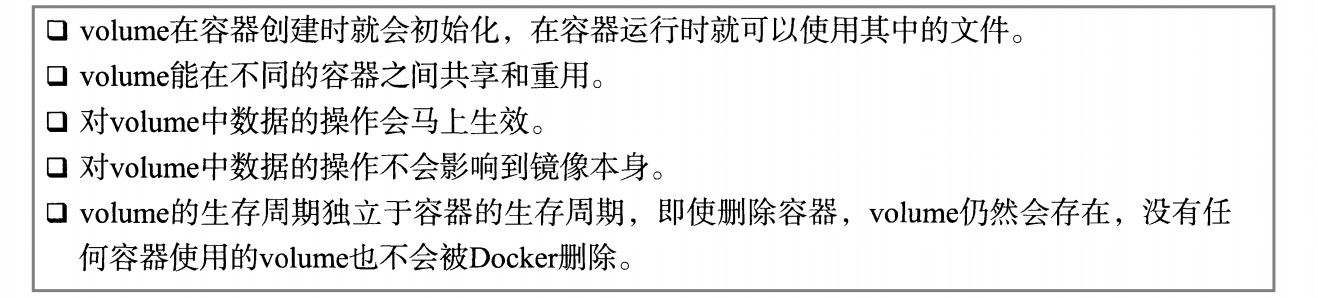 ❑ volume在容器创建时就会初始化，在容器运行时就可以使用其中的文件。
❑ volume能在不同的容器之间共享和重用。
❑ 对volume中数据的操作会马上生效。
❑ 对volume中数据的操作不会影响到镜像本身。
❑ volume的生存周期独立于容器的生存周期，即使删除容器，volume仍然会存在，没有任
何容器使用的volume也不会被Docker删除。